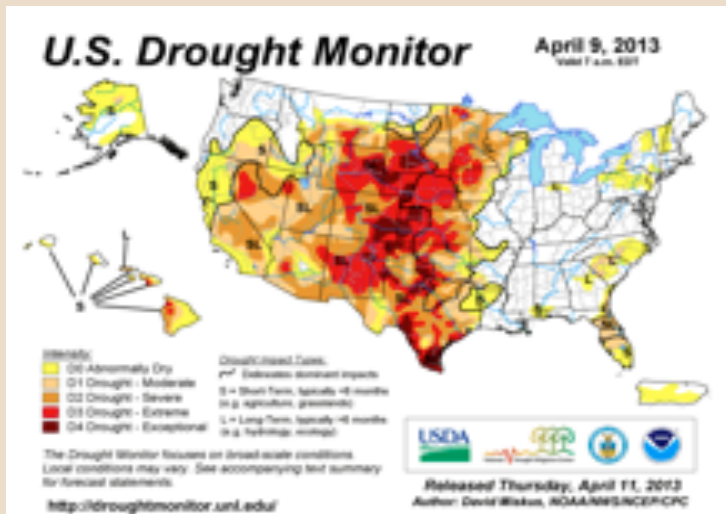 U.S. Drought Monitor
April 9, 2013
Valid 7 a.m. EDT
Intensity:
D0 Abnormally Dry
D1 Drought - Moderate
D2 Drought - Severe
D3 Drought - Extreme
D4 Drought - Exceptional
Drought Impact Types:
Delineates dominant impacts
S = Short-Term, typically <6 months
(e.g. agriculture, grasslands)
L = Long-Term, typically >6 months
(e.g. hydrology, ecology)
The Drought Monitor focuses on broad-scale conditions.
Local conditions may vary. See accompanying text summary
for forecast statements.
http://droughtmonitor.unl.edu/
USDA
Released Thursday, April 11, 2013
Author: David Miskus, NOAA/NWS/NCEP/CPC